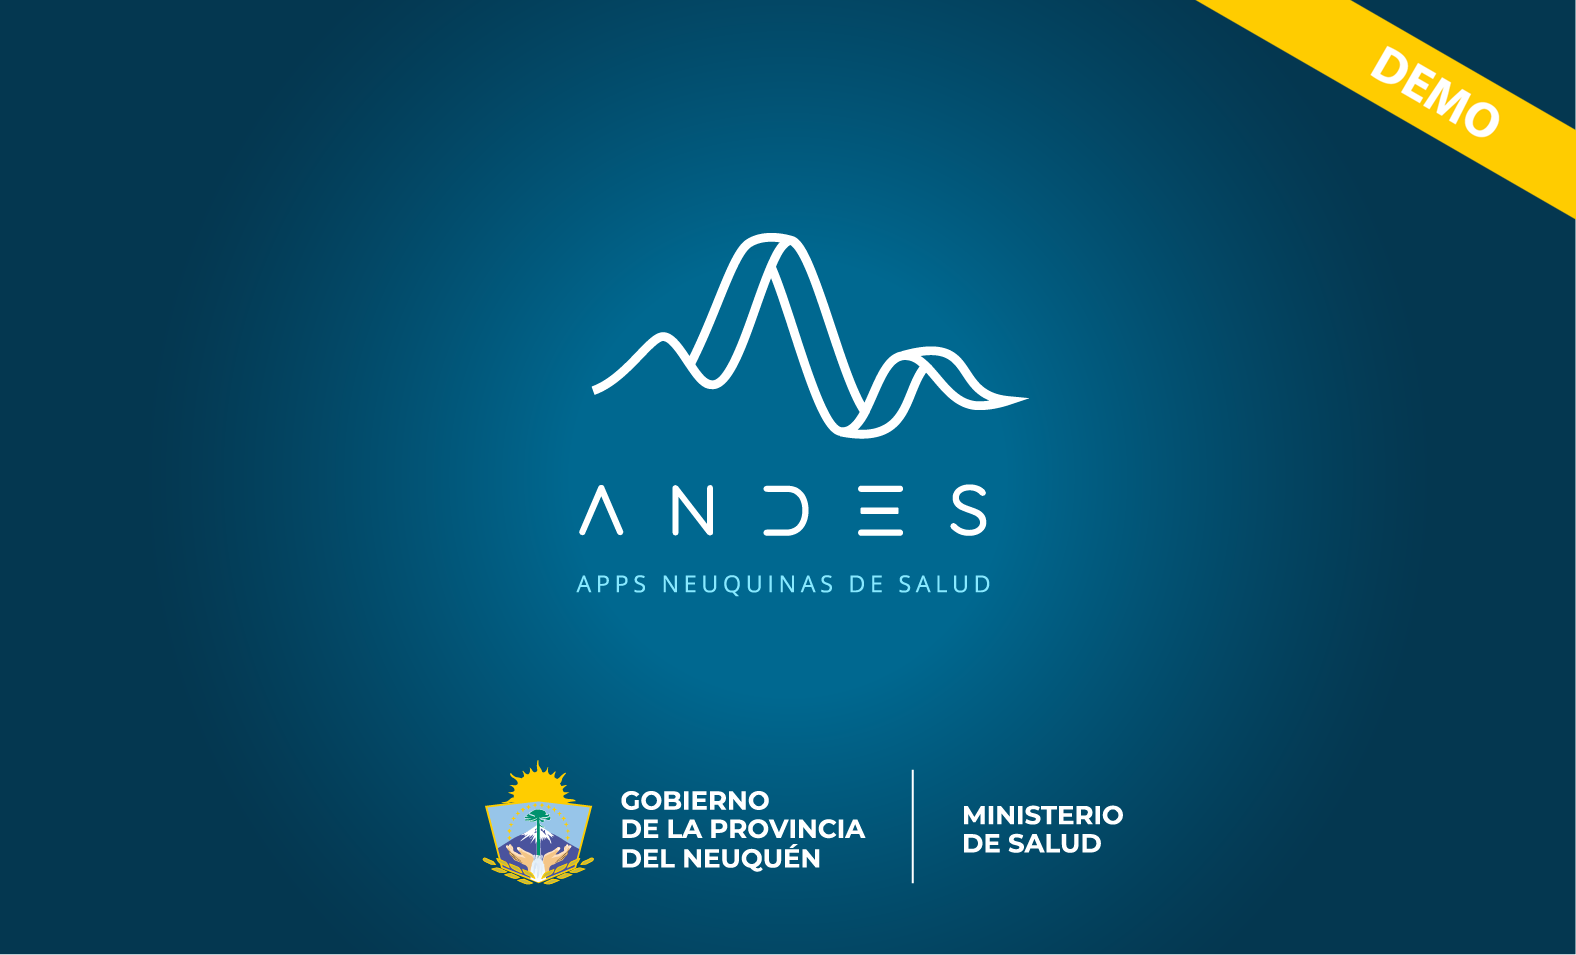 DEMO
ANDES
APPS NEUQUINAS DE SALUD
GOBIERNO
DE LA PROVINCIA
DEL NEUQUÉN
MINISTERIO
DE SALUD